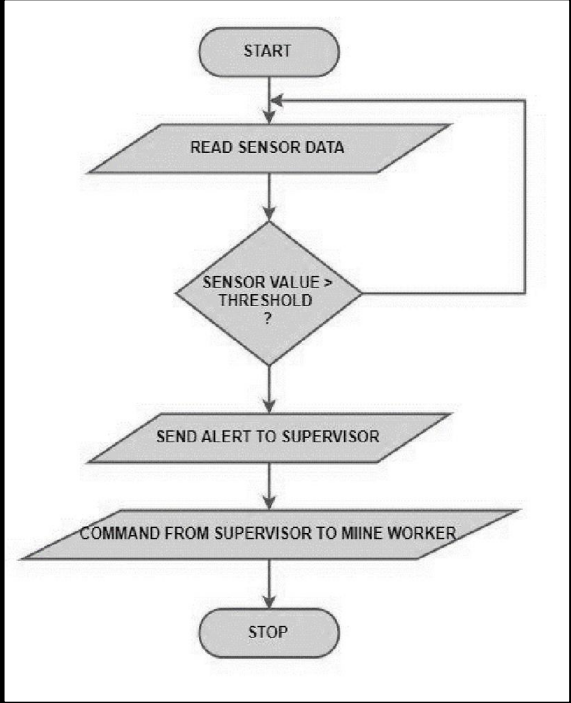 START
READ SENSOR DATA
SENSOR VALUE >
THRESHOLD
?
SEND ALERT TO SUPERVISOR
COMMAND FROM SUPERVISOR TO MIINE WORKER
STOP